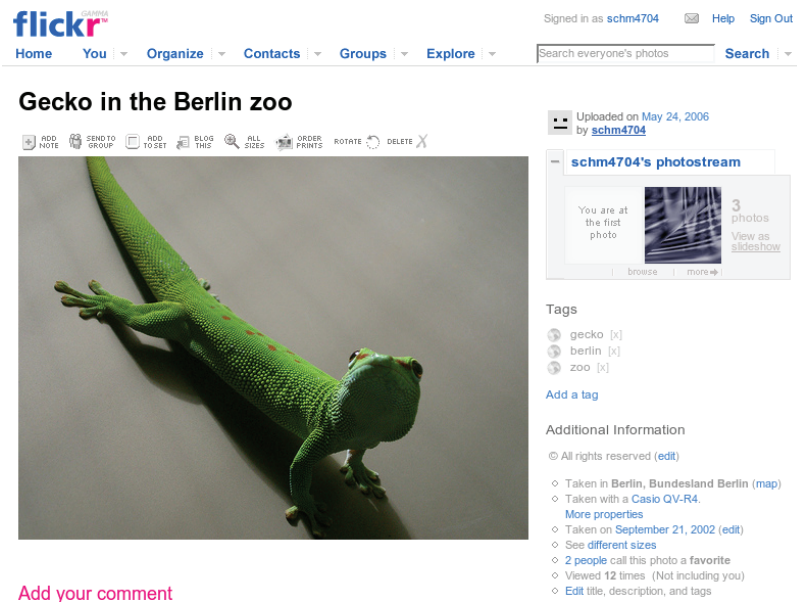 flickr GAMMA TM
Signed in as schm4704 Help Sign Out
Home You Organize Contacts Groups Explore Search everyone's photos Search
Gecko in the Berlin zoo
ADD NOTE SEND TO GROUP ADD TO SET BLOG THIS ALL SIZES ORDER PRINTS ROTATE DELETE
Uploaded on May 24, 2006
by schm4704
schm4704's photostream
You are at
the first
photo
3
photos
View as
slideshow
browse more
Tags
gecko [x]
berlin [x]
zoo [x]
Add a tag
Additional Information
© All rights reserved (edit)
Taken in Berlin, Bundesland Berlin (map)
Taken with a Casio QV-R4.
More properties
Taken on September 21, 2002 (edit)
See different sizes
2 people call this photo a favorite
Viewed 12 times (Not including you)
Edit title, description, and tags
Add your comment